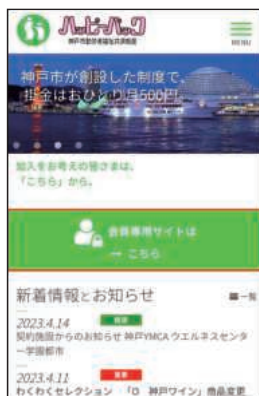 ハッピーパック
神戸市勤労者福祉共済制度
MENU
神戸市が創設した制度で、
掛金はおひとり月500円。
加入をお考えの皆さまは、
「こちら」から。
会員専用サイトは
→ こちら
新着情報とお知らせ
一覧
2023.4.14
契約施設からのお知らせ 神戸YMCA ウエルネスセンタ
ー学園都市
2023.4.11
わくわくセレクション 「D 神戸ワイン」商品変更